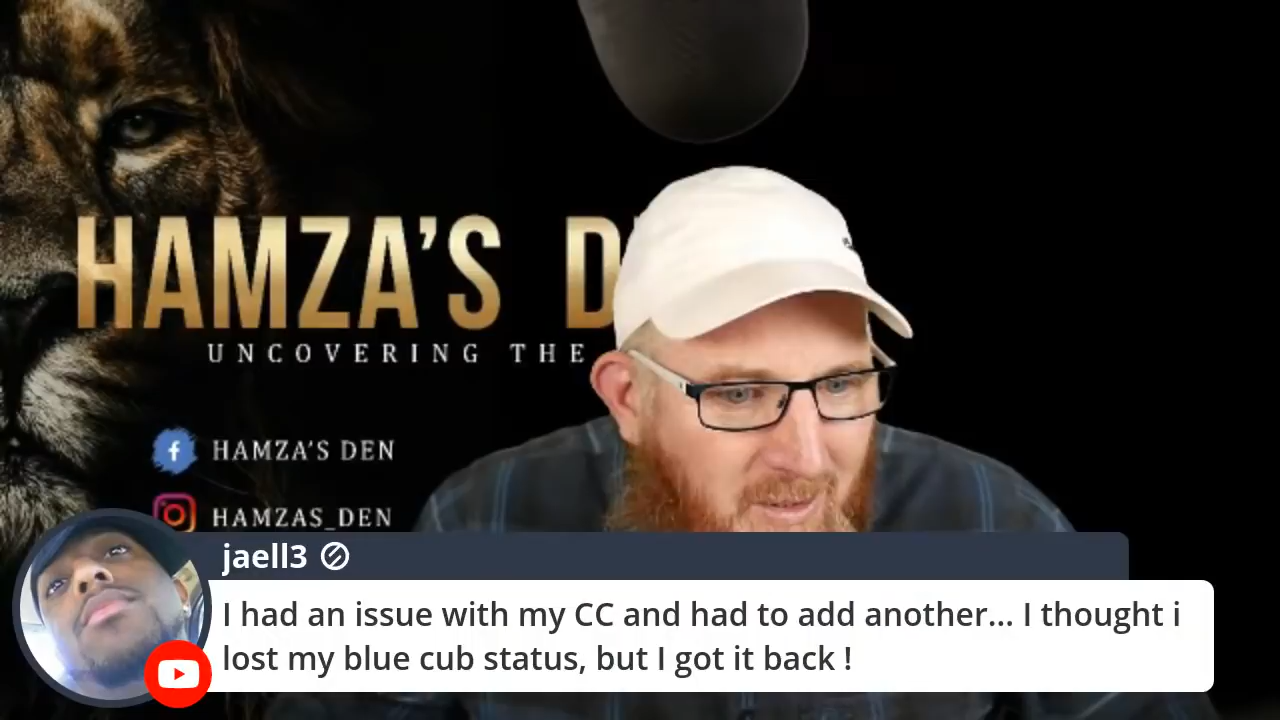 HAMZA'S D
UNCOVERING THE
HAMZA'S DEN
HAMZAS_DEN
jaell3
I had an issue with my CC and had to add another... I thought i
lost my blue cub status, but I got it back !